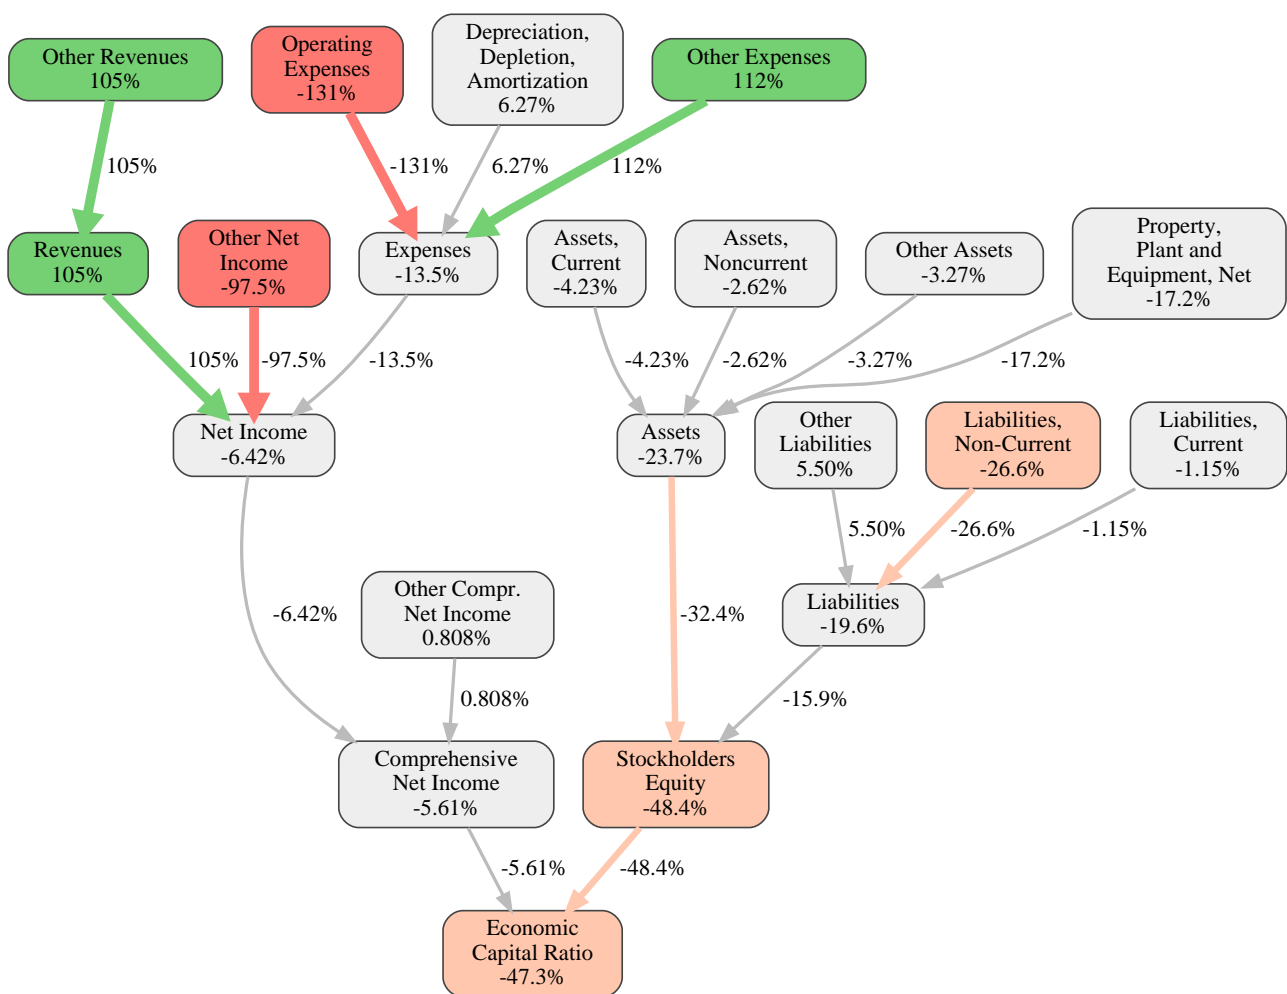 Other Revenues
105%
Operating
Expenses
-131%
Depreciation,
Depletion,
Amortization
6.27%
Other Expenses
112%
105%
-131%
6.27%
112%
Revenues
105%
Other Net
Income
-97.5%
Expenses
-13.5%
Assets,
Current
-4.23%
Assets,
Noncurrent
-2.62%
Other Assets
-3.27%
Property,
Plant and
Equipment, Net
-17.2%
105%
-97.5%
-13.5%
-4.23%
-2.62%
-3.27%
-17.2%
Net Income
-6.42%
Assets
-23.7%
Other
Liabilities
5.50%
Liabilities,
Non-Current
-26.6%
Liabilities,
Current
-1.15%
5.50%
-26.6%
-1.15%
-6.42%
Other Compr.
Net Income
0.808%
-32.4%
Liabilities
-19.6%
0.808%
-15.9%
Comprehensive
Net Income
-5.61%
Stockholders
Equity
-48.4%
-5.61%
-48.4%
Economic
Capital Ratio
-47.3%